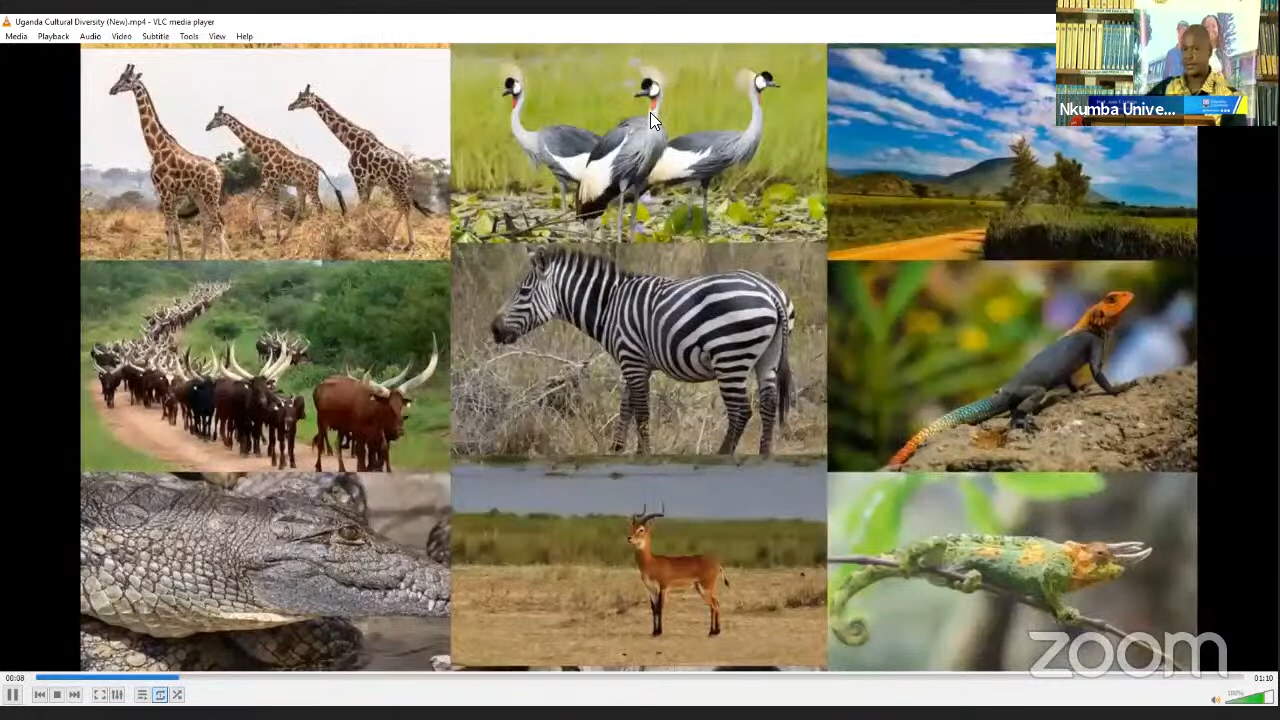 Uganda Cultural Diversity (New).mp4 - VLC media player
Media Playback Audio Video Subtitle Tools View Help
Nkumba Unive...
zoom
00:08
01:10
100%